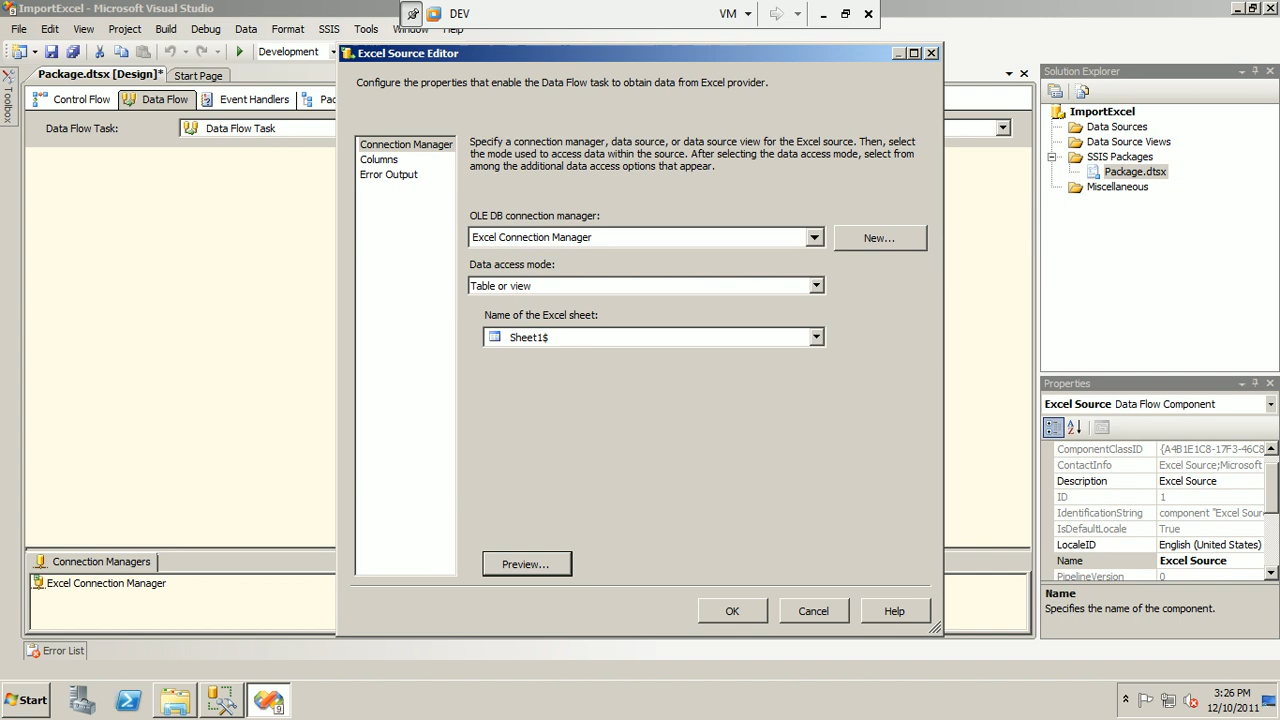 ImportExcel - Microsoft Visual Studio
DEV
VM
File Edit View Project Build Debug Data Format SSIS Tools Window Help
Development
Package.dtsx [Design]* Start Page
Control Flow Data Flow Event Handlers
Data Flow Task: Data Flow Task
Toolbox
Excel Source Editor
Configure the properties that enable the Data Flow task to obtain data from Excel provider.
Connection Manager
Columns
Error Output
Specify a connection manager, data source, or data source view for the Excel source. Then, select
the mode used to access data within the source. After selecting the data access mode, select from
among the additional data access options that appear.
OLE DB connection manager:
Excel Connection Manager
New...
Data access mode:
Table or view
Name of the Excel sheet:
Sheet1$
Preview...
OK Cancel Help
Connection Managers
Excel Connection Manager
Error List
Solution Explorer
ImportExcel
Data Sources
Data Source Views
SSIS Packages
Package.dtsx
Miscellaneous
Properties
Excel Source Data Flow Component
ComponentClassID {A4B1E1C8-17F3-46C8
ContactInfo Excel Source;Microsoft
Description Excel Source
ID 1
IdentificationString component "Excel Sour
IsDefaultLocale True
LocaleID English (United States)
Name Excel Source
PipelineVersion 0
Name
Specifies the name of the component.
Start
3:26 PM
12/10/2011